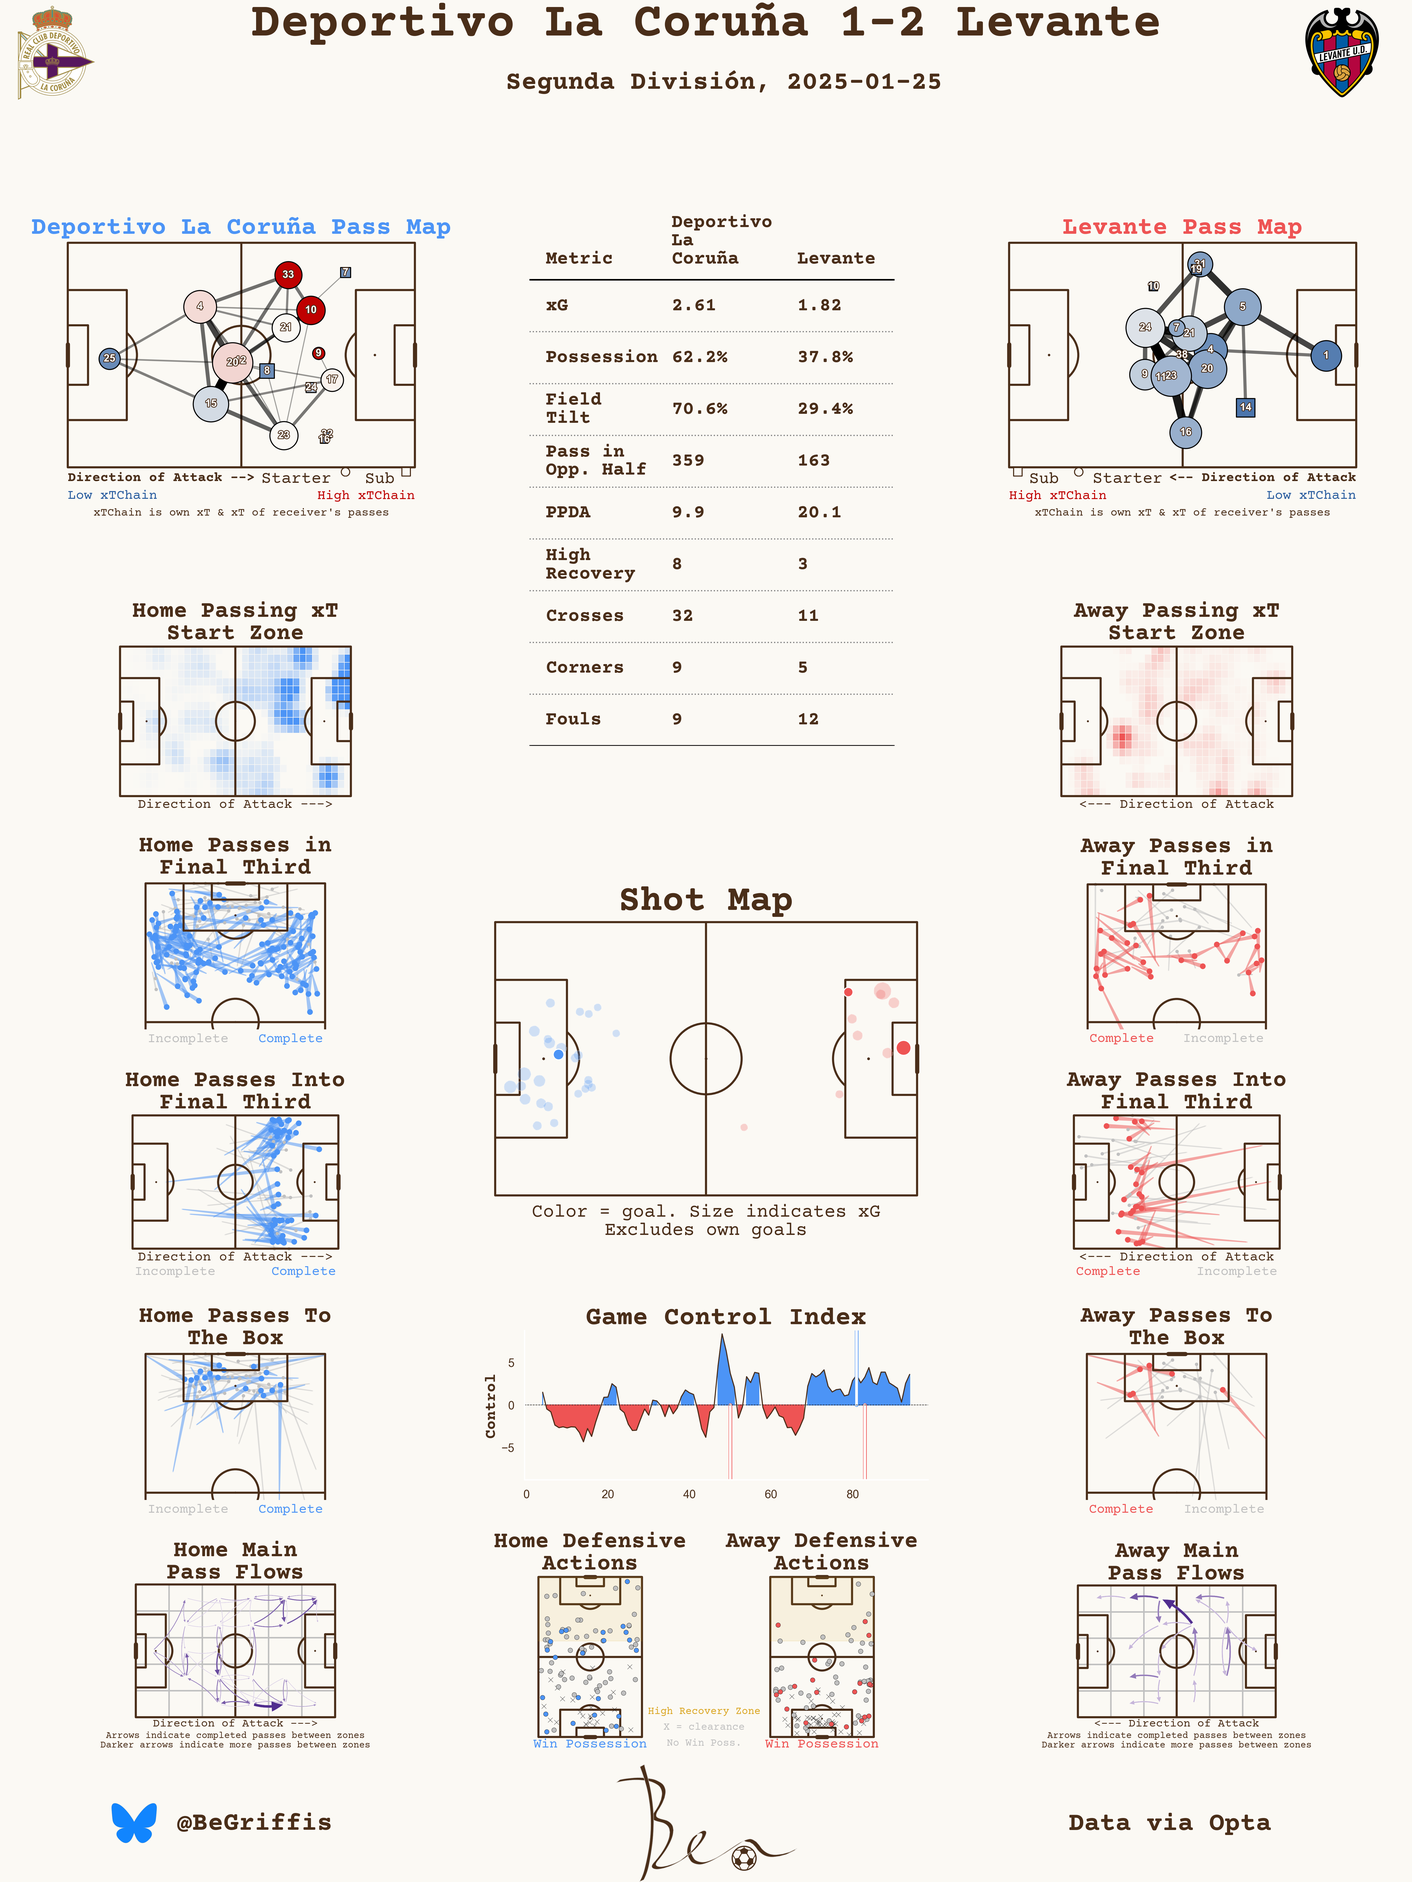 Deportivo La Coruña 1-2 Levante
Segunda División, 2025-01-25
REAL CLUB DEPORTIVO
LA CORUÑA
LEVANTE U.D.
Deportivo La Coruña Pass Map
33
7
4
10
21
25
20
12
9
8
17
24
15
23
32
16
Direction of Attack --> Starter Sub
Low xTChain High xTChain
xTChain is own xT & xT of receiver's passes
Metric Deportivo La Coruña Levante
xG 2.61 1.82
Possession 62.2% 37.8%
Field Tilt 70.6% 29.4%
Pass in Opp. Half 359 163
PPDA 9.9 20.1
High Recovery 8 3
Crosses 32 11
Corners 9 5
Fouls 9 12
Levante Pass Map
31
19
10
5
24
7
21
38
4
1
9
11
23
20
14
16
Sub Starter <-- Direction of Attack
High xTChain Low xTChain
xTChain is own xT & xT of receiver's passes
Home Passing xT
Start Zone
Direction of Attack --->
Away Passing xT
Start Zone
<--- Direction of Attack
Home Passes in
Final Third
Incomplete Complete
Away Passes in
Final Third
Complete Incomplete
Shot Map
Color = goal. Size indicates xG
Excludes own goals
Home Passes Into
Final Third
Direction of Attack --->
Incomplete Complete
Away Passes Into
Final Third
<--- Direction of Attack
Complete Incomplete
Home Passes To
The Box
Incomplete Complete
Game Control Index
Control
5
0
−5
0 20 40 60 80
Away Passes To
The Box
Complete Incomplete
Home Main
Pass Flows
Direction of Attack --->
Arrows indicate completed passes between zones
Darker arrows indicate more passes between zones
Home Defensive
Actions
Win Possession
High Recovery Zone
X = clearance
No Win Poss.
Away Defensive
Actions
Win Possession
Away Main
Pass Flows
<--- Direction of Attack
Arrows indicate completed passes between zones
Darker arrows indicate more passes between zones
@BeGriffis
Data via Opta